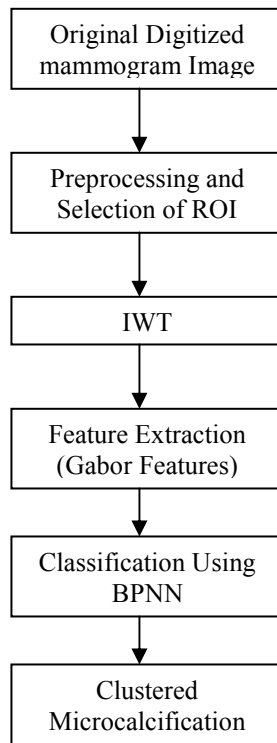 Original Digitized
mammogram Image
Preprocessing and
Selection of ROI
IWT
Feature Extraction
(Gabor Features)
Classification Using
BPNN
Clustered
Microcalcification